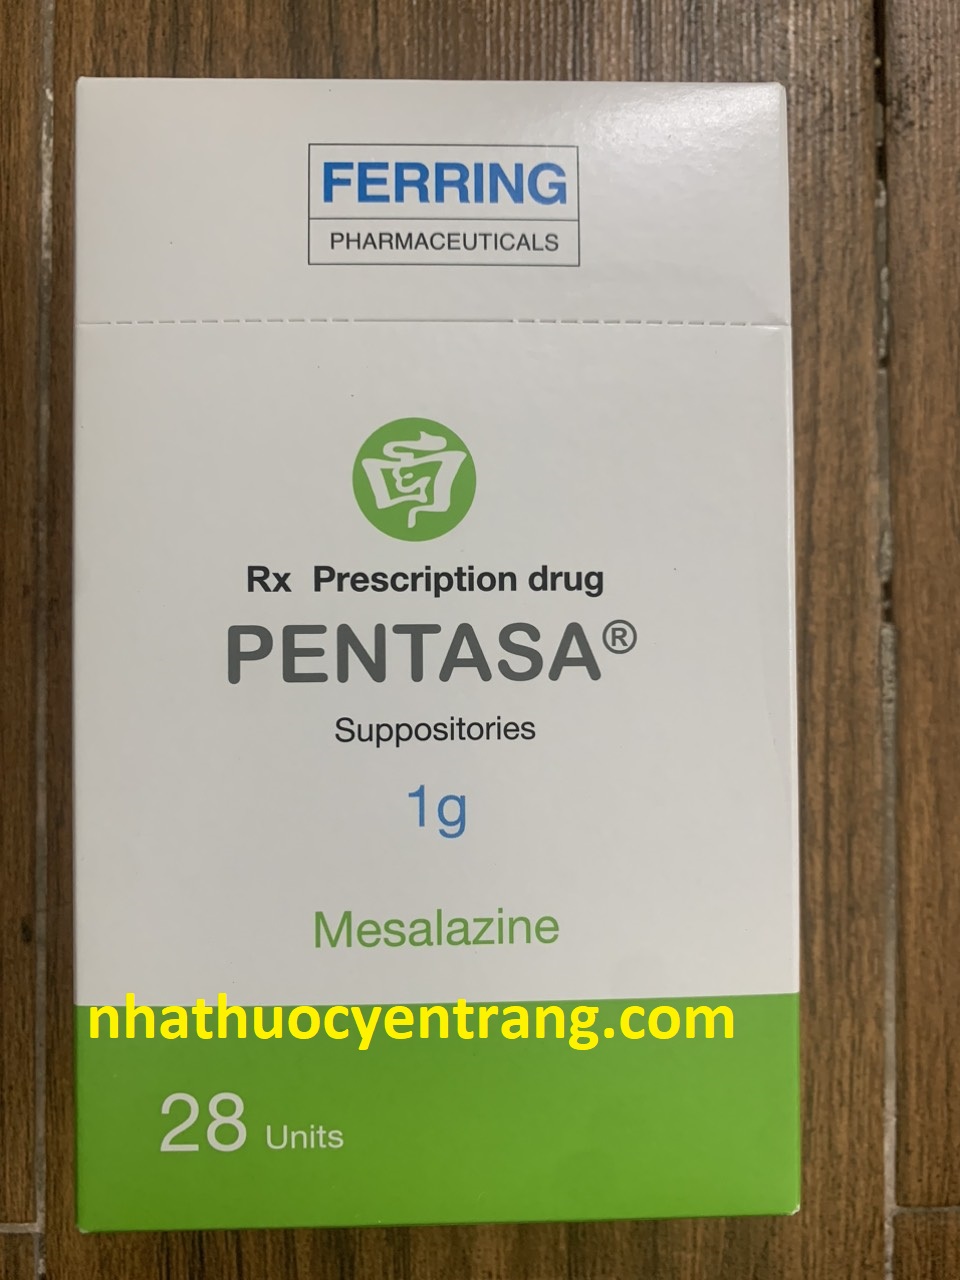 FERRING
PHARMACEUTICALS
Rx Prescription drug
PENTASA®
Suppositories
1g
Mesalazine
nhathuocyentrang.com
28 Units